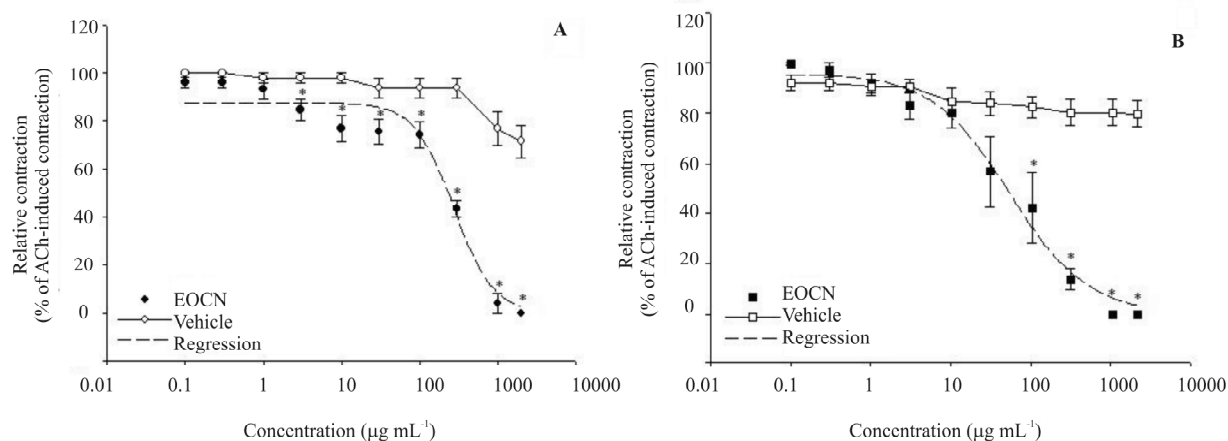 A
120
100
80
60
40
20
0
Relative contraction
(% of ACh-induced contraction)
* * * * * * *
EOCN
Vehicle
Regression
0.01 0.1 1 10 100 1000 10000
Concentration (µg mL⁻¹)
B
120
100
80
60
40
20
0
Relative contraction
(% of ACh-induced contraction)
* * * *
EOCN
Vehicle
Regression
0.01 0.1 1 10 100 1000 10000
Concentration (µg mL⁻¹)